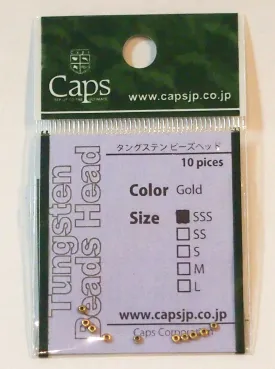 Caps
www.capsjp.co.jp
タングステン ビーズヘッド
10 pices
Tungsten
Beads Head
Color Gold
Size SSS
SS
S
M
L
www.capsjp.co.jp
Caps Corporation